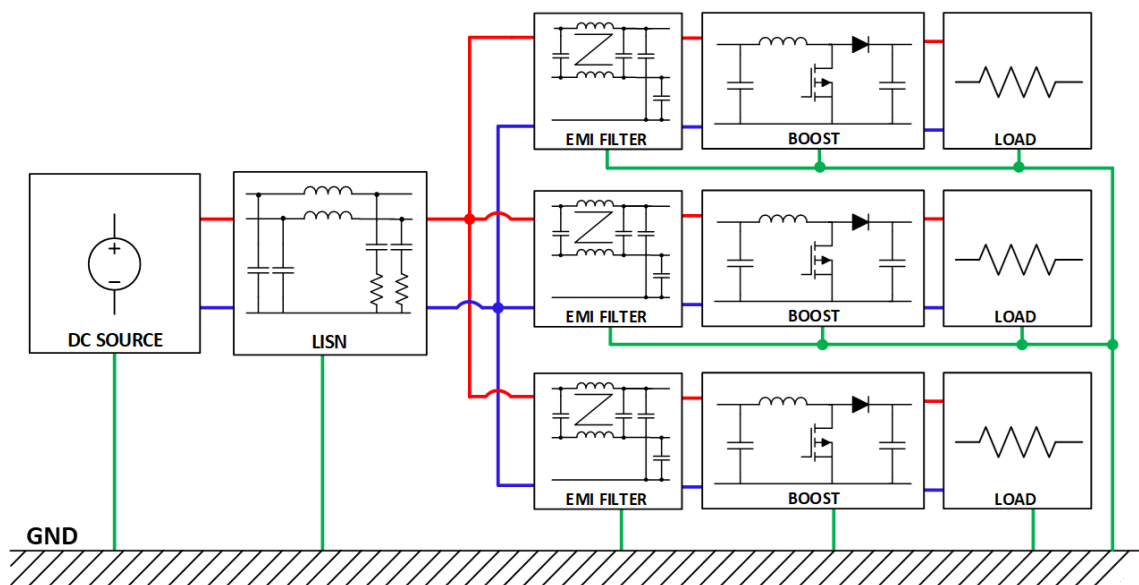 EMI FILTER
BOOST
LOAD
DC SOURCE
LISN
EMI FILTER
BOOST
LOAD
EMI FILTER
BOOST
LOAD
GND